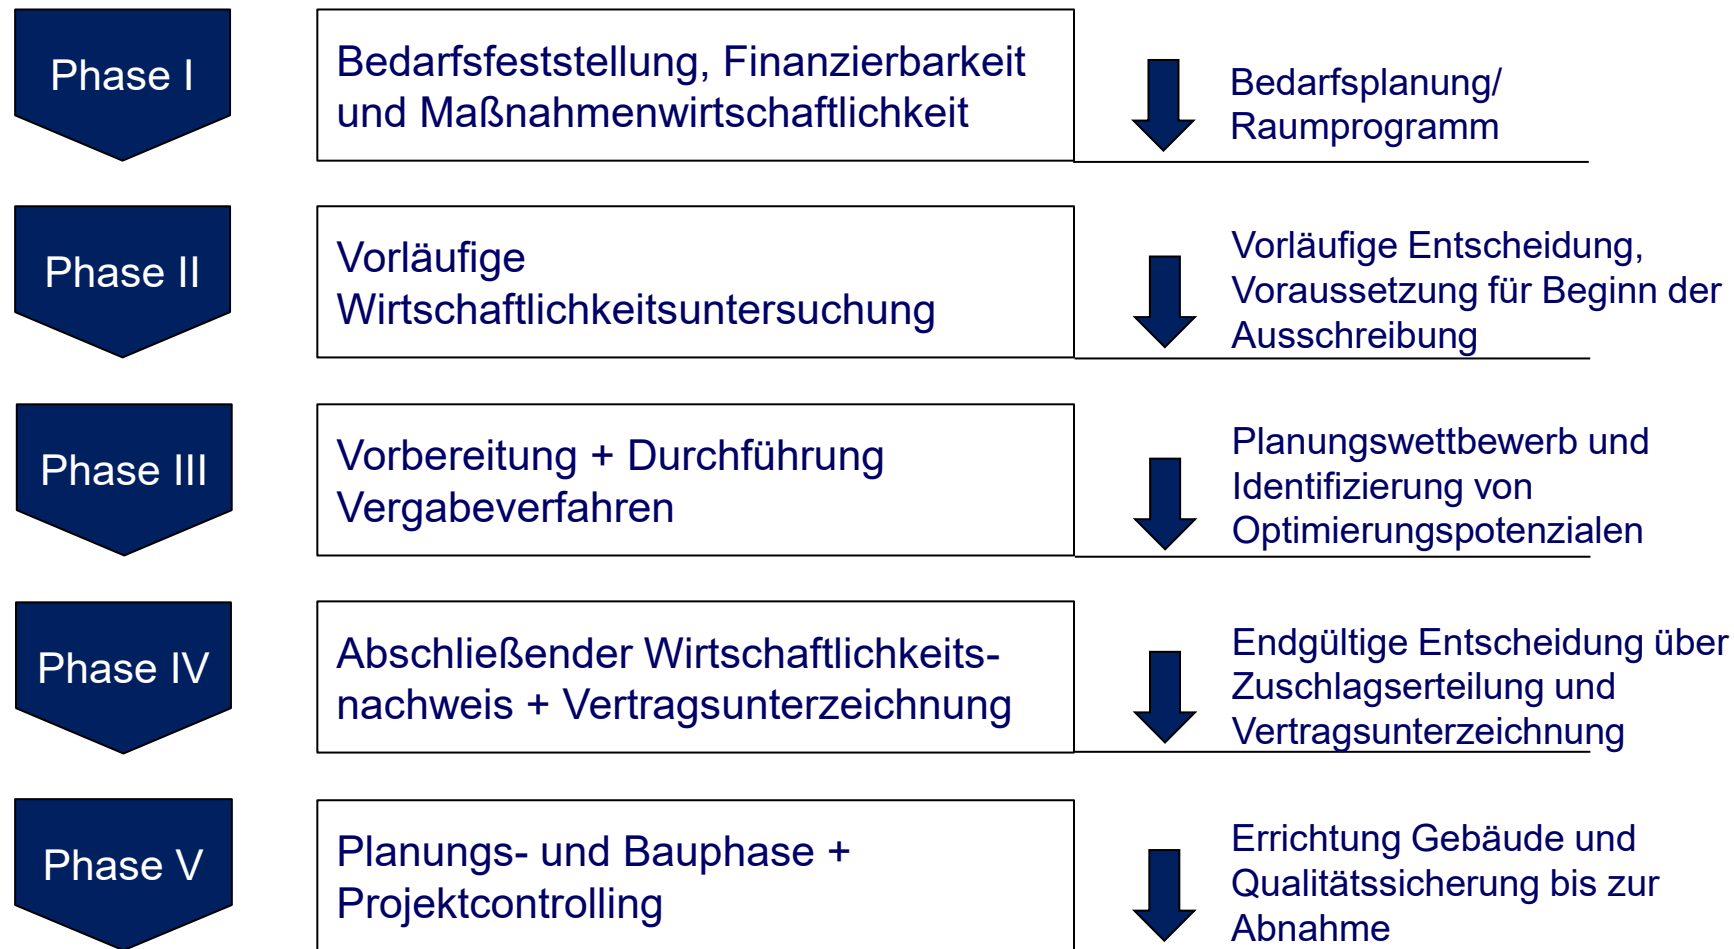 Phase I
Bedarfsfeststellung, Finanzierbarkeit
und Maßnahmenwirtschaftlichkeit
Bedarfsplanung/
Raumprogramm
Phase II
Vorläufige
Wirtschaftlichkeitsuntersuchung
Vorläufige Entscheidung,
Voraussetzung für Beginn der
Ausschreibung
Phase III
Vorbereitung + Durchführung
Vergabeverfahren
Planungswettbewerb und
Identifizierung von
Optimierungspotenzialen
Phase IV
Abschließender Wirtschaftlichkeits-
nachweis + Vertragsunterzeichnung
Endgültige Entscheidung über
Zuschlagserteilung und
Vertragsunterzeichnung
Phase V
Planungs- und Bauphase +
Projektcontrolling
Errichtung Gebäude und
Qualitätssicherung bis zur
Abnahme